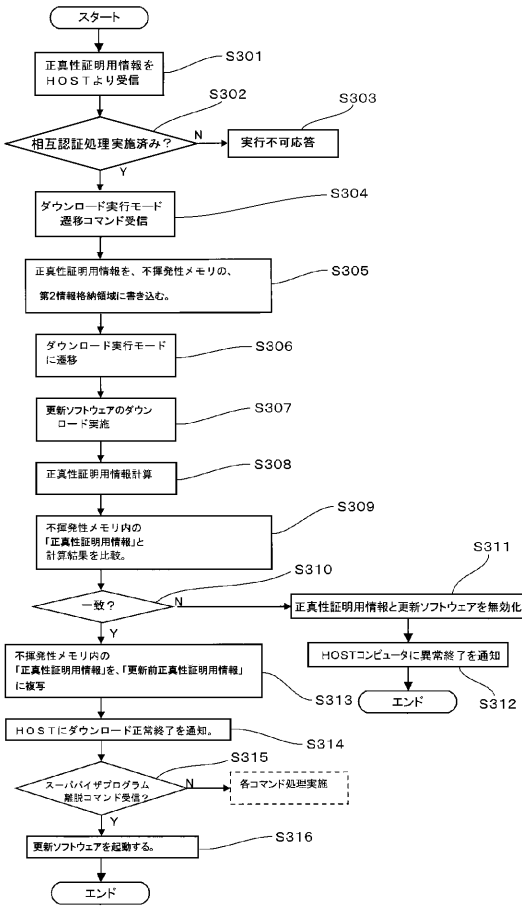 スタート
正真性証明用情報を
HOSTより受信
S301
相互認証処理実施済み？
S302
N
実行不可応答
S303
Y
ダウンロード実行モード
遷移コマンド受信
S304
正真性証明用情報を、不揮発性メモリの、
第2情報格納領域に書き込む。
S305
ダウンロード実行モード
に遷移
S306
更新ソフトウェアのダウン
ロード実施
S307
正真性証明用情報計算
S308
不揮発性メモリ内の
「正真性証明用情報」と
計算結果を比較。
S309
一致？
S310
N
正真性証明用情報と更新ソフトウェアを無効化
S311
HOSTコンピュータに異常終了を通知
S312
エンド
Y
不揮発性メモリ内の
「正真性証明用情報」を、「更新前正真性証明用情報」
に複写
S313
HOSTにダウンロード正常終了を通知。
S314
スーパバイザプログラム
離脱コマンド受信？
S315
N
各コマンド処理実施
Y
更新ソフトウェアを起動する。
S316
エンド